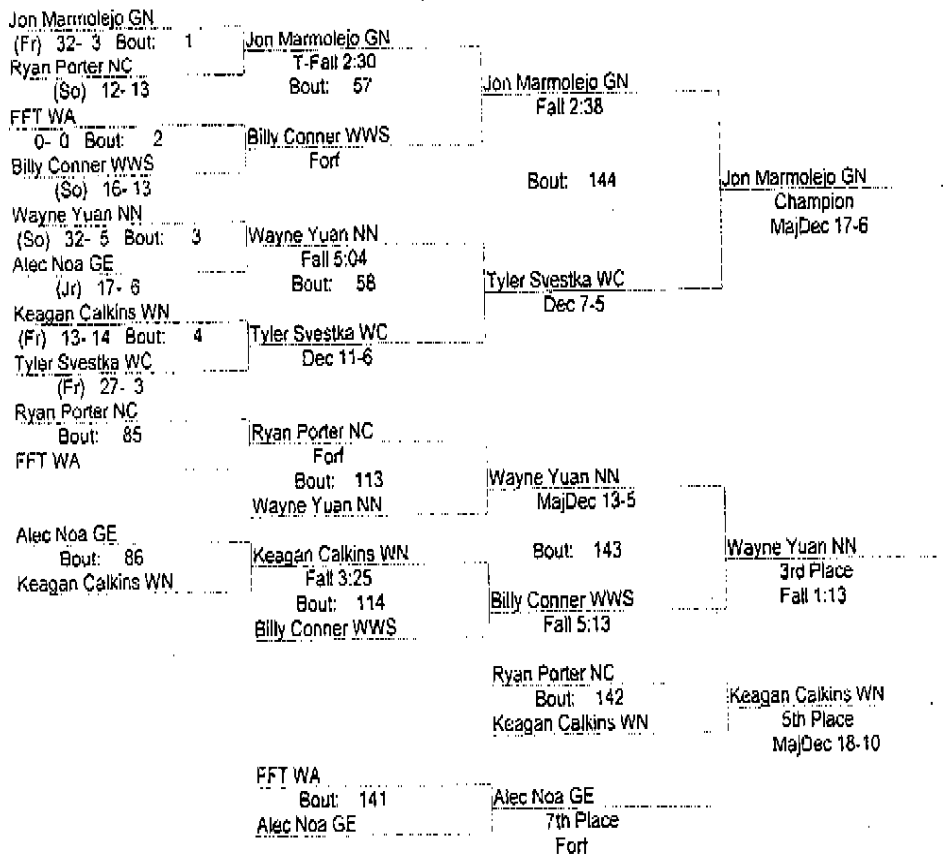 Jon Marmolejo GN
(Fr) 32- 3 Bout: 1
Ryan Porter NC
(So) 12- 13
FFT WA
0- 0 Bout: 2
Billy Conner WWS
(So) 16- 13
Wayne Yuan NN
(So) 32- 5 Bout: 3
Alec Noa GE
(Jr) 17- 6
Keagan Calkins WN
(Fr) 13- 14 Bout: 4
Tyler Svestka WC
(Fr) 27- 3
Jon Marmolejo GN
T-Fall 2:30
Bout: 57
Billy Conner WWS
Forf
Wayne Yuan NN
Fall 5:04
Bout: 58
Tyler Svestka WC
Dec 11-6
Jon Marmolejo GN
Fall 2:38
Bout: 144
Tyler Svestka WC
Dec 7-5
Jon Marmolejo GN
Champion
MajDec 17-6
Ryan Porter NC
Bout: 85
FFT WA
Alec Noa GE
Bout: 86
Keagan Calkins WN
Ryan Porter NC
Forf
Bout: 113
Wayne Yuan NN
Keagan Calkins WN
Fall 3:25
Bout: 114
Billy Conner WWS
Wayne Yuan NN
MajDec 13-5
Bout: 143
Billy Conner WWS
Fall 5:13
Wayne Yuan NN
3rd Place
Fall 1:13
Ryan Porter NC
Bout: 142
Keagan Calkins WN
Keagan Calkins WN
5th Place
MajDec 18-10
FFT WA
Bout: 141
Alec Noa GE
Alec Noa GE
7th Place
Forf